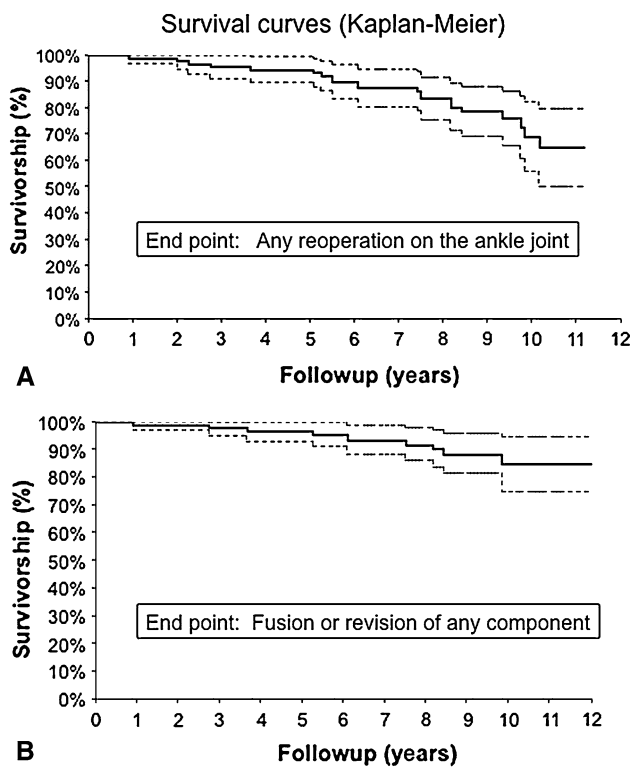 Survival curves (Kaplan-Meier)
100%
90%
80%
70%
60%
50%
40%
30%
20%
10%
0%
Survivorship (%)
End point: Any reoperation on the ankle joint
0 1 2 3 4 5 6 7 8 9 10 11 12
Followup (years)
A
100%
90%
80%
70%
60%
50%
40%
30%
20%
10%
0%
Survivorship (%)
End point: Fusion or revision of any component
0 1 2 3 4 5 6 7 8 9 10 11 12
Followup (years)
B